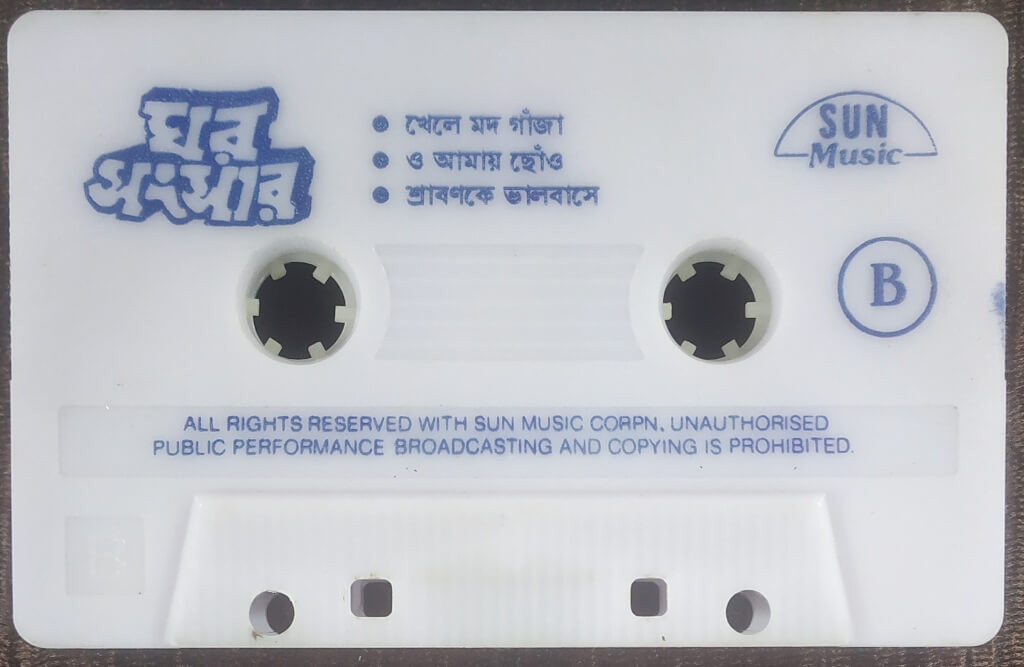 ঘর
সংসার
• খেলে মদ গাঁজা
• ও আমায় ছোঁও
• শ্রাবণকে ভালবাসে
SUN
Music
B
ALL RIGHTS RESERVED WITH SUN MUSIC CORPN. UNAUTHORISED
PUBLIC PERFORMANCE BROADCASTING AND COPYING IS PROHIBITED.